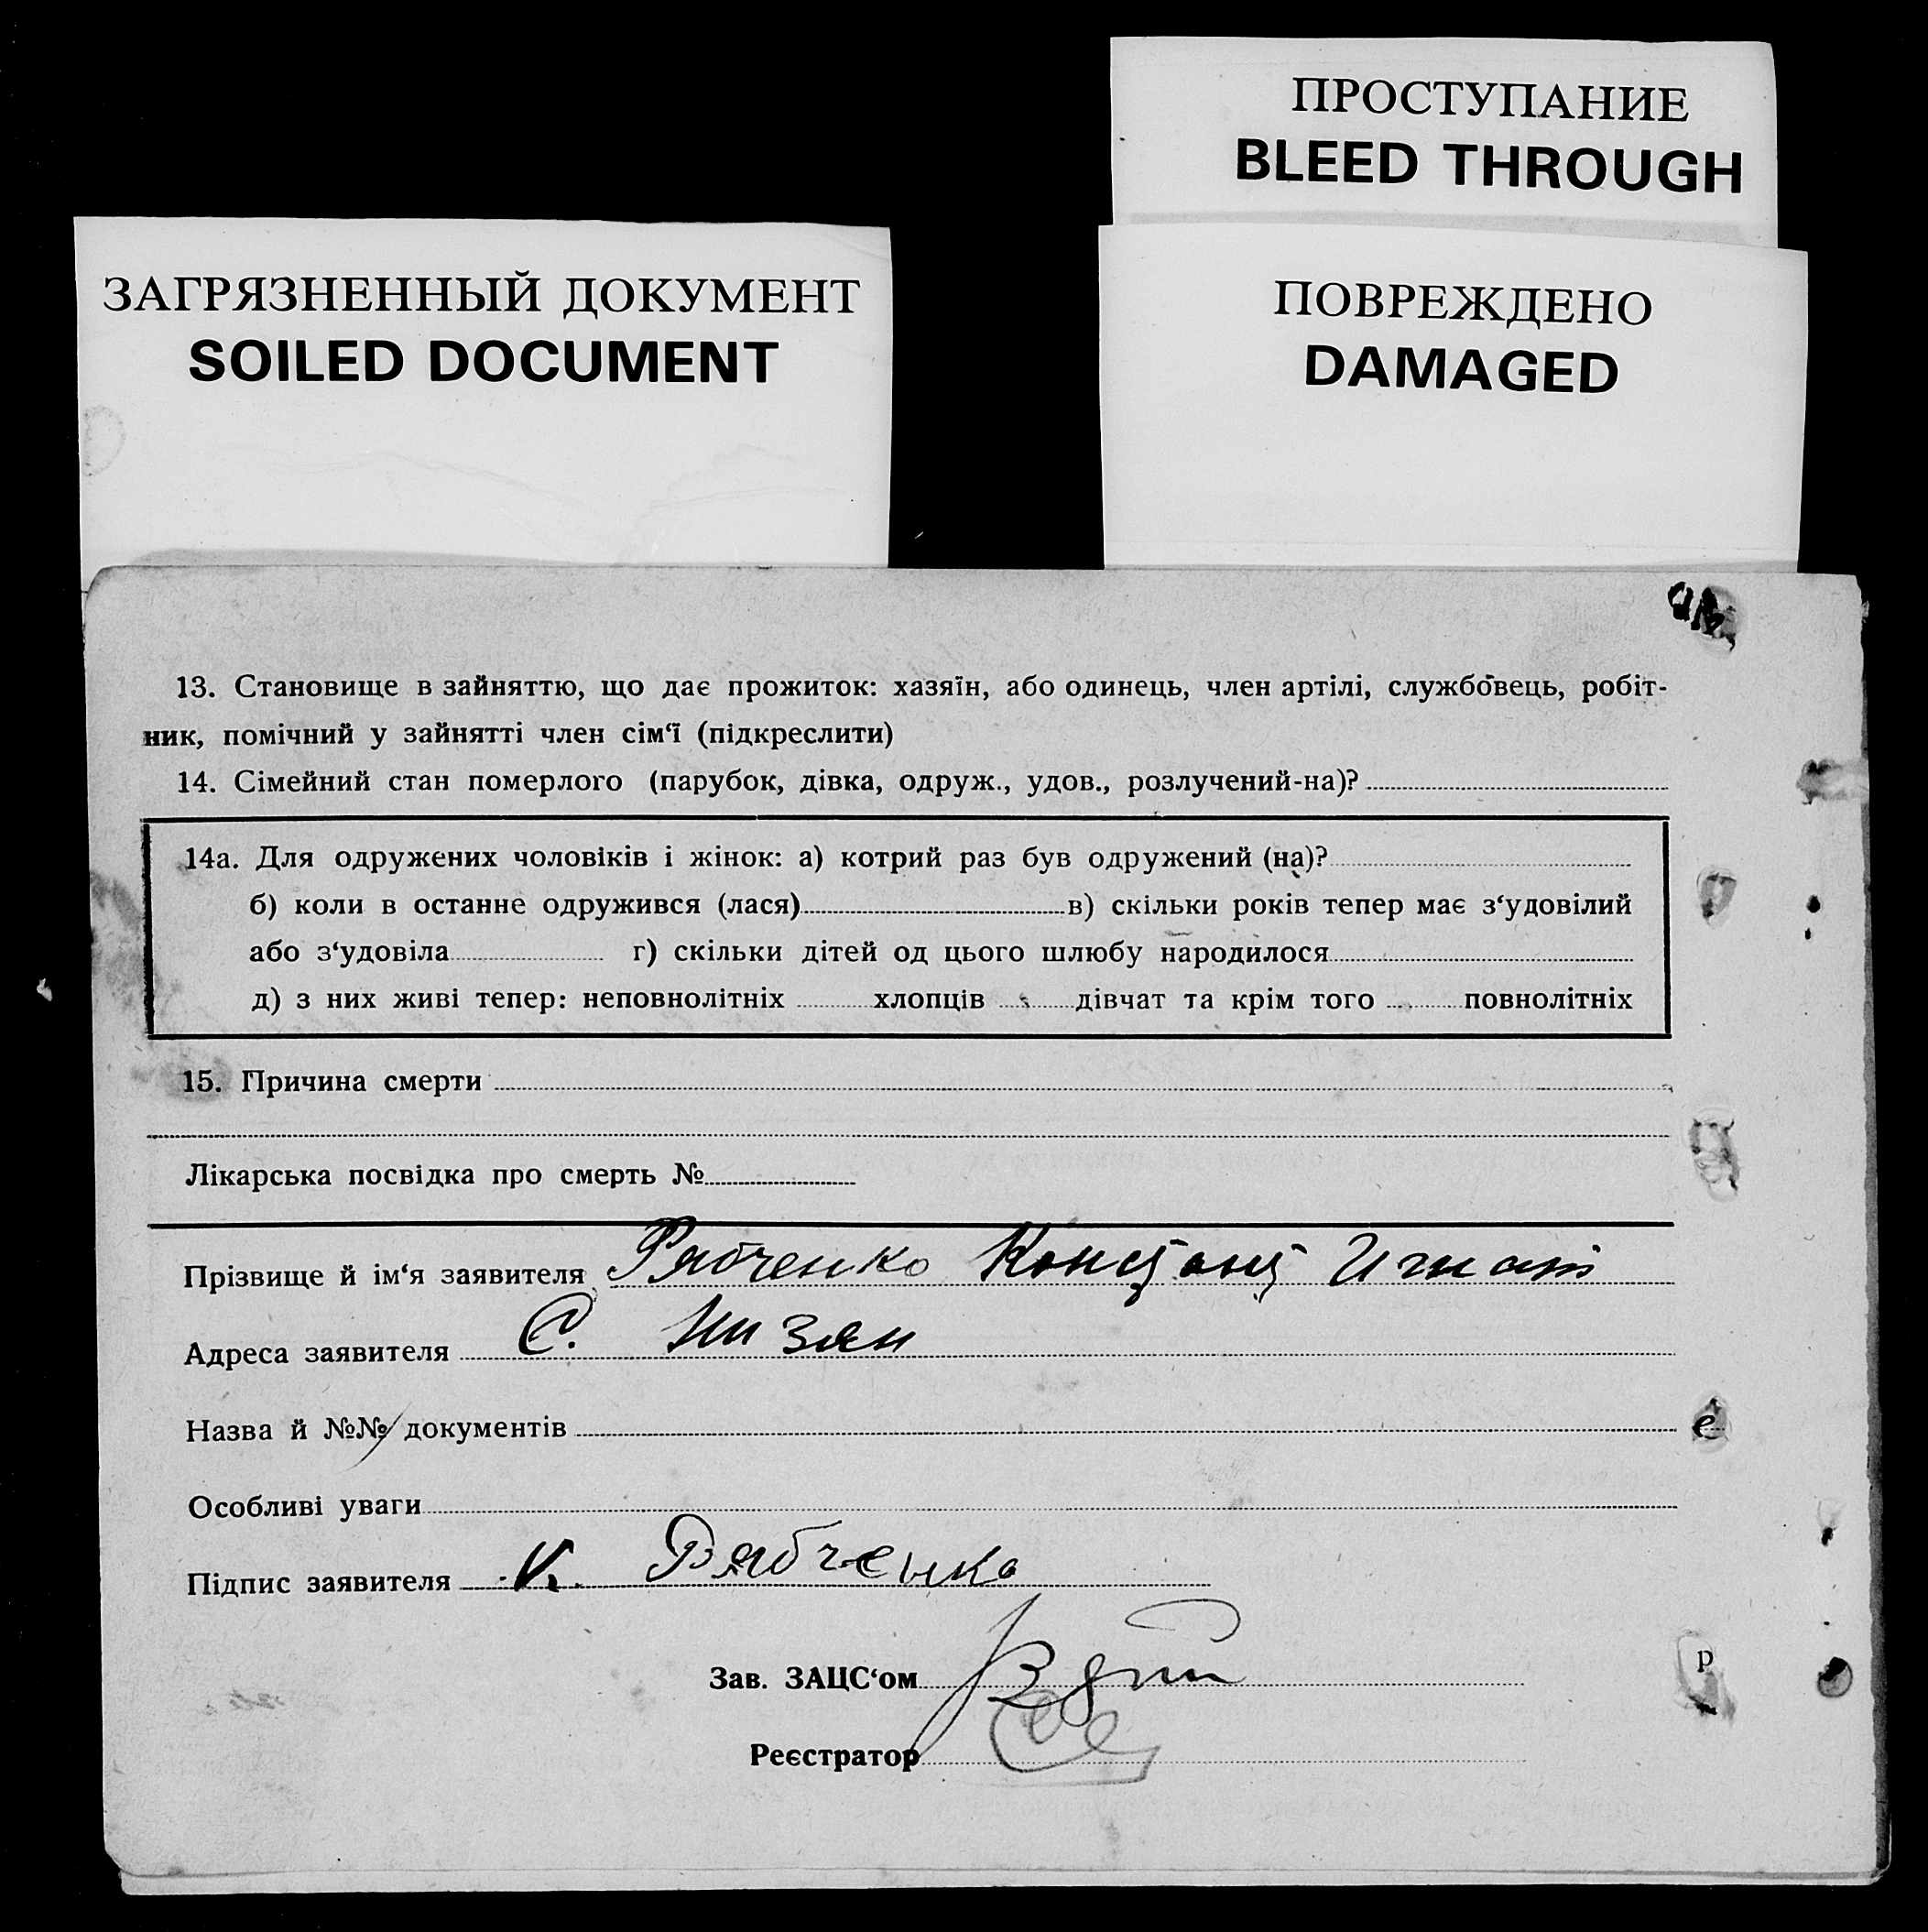 ПРОСТУПАНИЕ
BLEED THROUGH
ЗАГРЯЗНЕННЫЙ ДОКУМЕНТ
SOILED DOCUMENT
ПОВРЕЖДЕНО
DAMAGED
13. Становище в зайняттю, що дає прожиток: хазяїн, або одинець, член артілі, службовець, робіт-
ник, помічний у зайнятті член сім‘ї (підкреслити)
14. Сімейний стан померлого (парубок, дівка, одруж., удов., розлучений-на)?
14а. Для одружених чоловіків і жінок: а) котрий раз був одружений (на)?
б) коли в останнє одружився (лася) в) скільки років тепер має з‘удовілий
або з‘удовіла г) скільки дітей од цього шлюбу народилося
д) з них живі тепер: неповнолітніх хлопців дівчат та крім того повнолітніх
15. Причина смерти
Лікарська посвідка про смерть №
Прізвище й ім‘я заявителя Рябченко Констант Игнат
Адреса заявителя С. Низян
Назва й №№ документів
е
Особливі уваги
Підпис заявителя К. Рябченко
Зав. ЗАЦС‘ом
р
Реєстратор